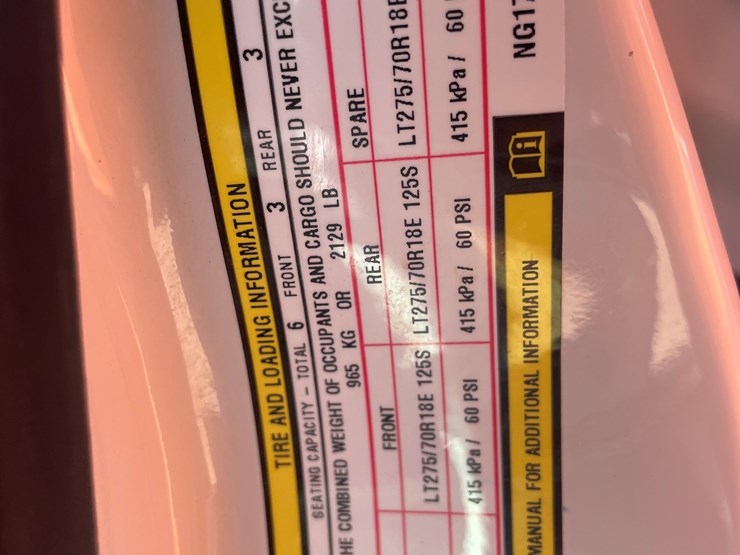 TIRE AND LOADING INFORMATION
SEATING CAPACITY – TOTAL 6 FRONT 3 REAR 3
HE COMBINED WEIGHT OF OCCUPANTS AND CARGO SHOULD NEVER EXC
965 KG OR 2129 LB
FRONT REAR SPARE
LT275/70R18E 125S LT275/70R18E 125S LT275/70R18E
415 kPa / 60 PSI 415 kPa / 60 PSI 415 kPa / 60
MANUAL FOR ADDITIONAL INFORMATION
NG17